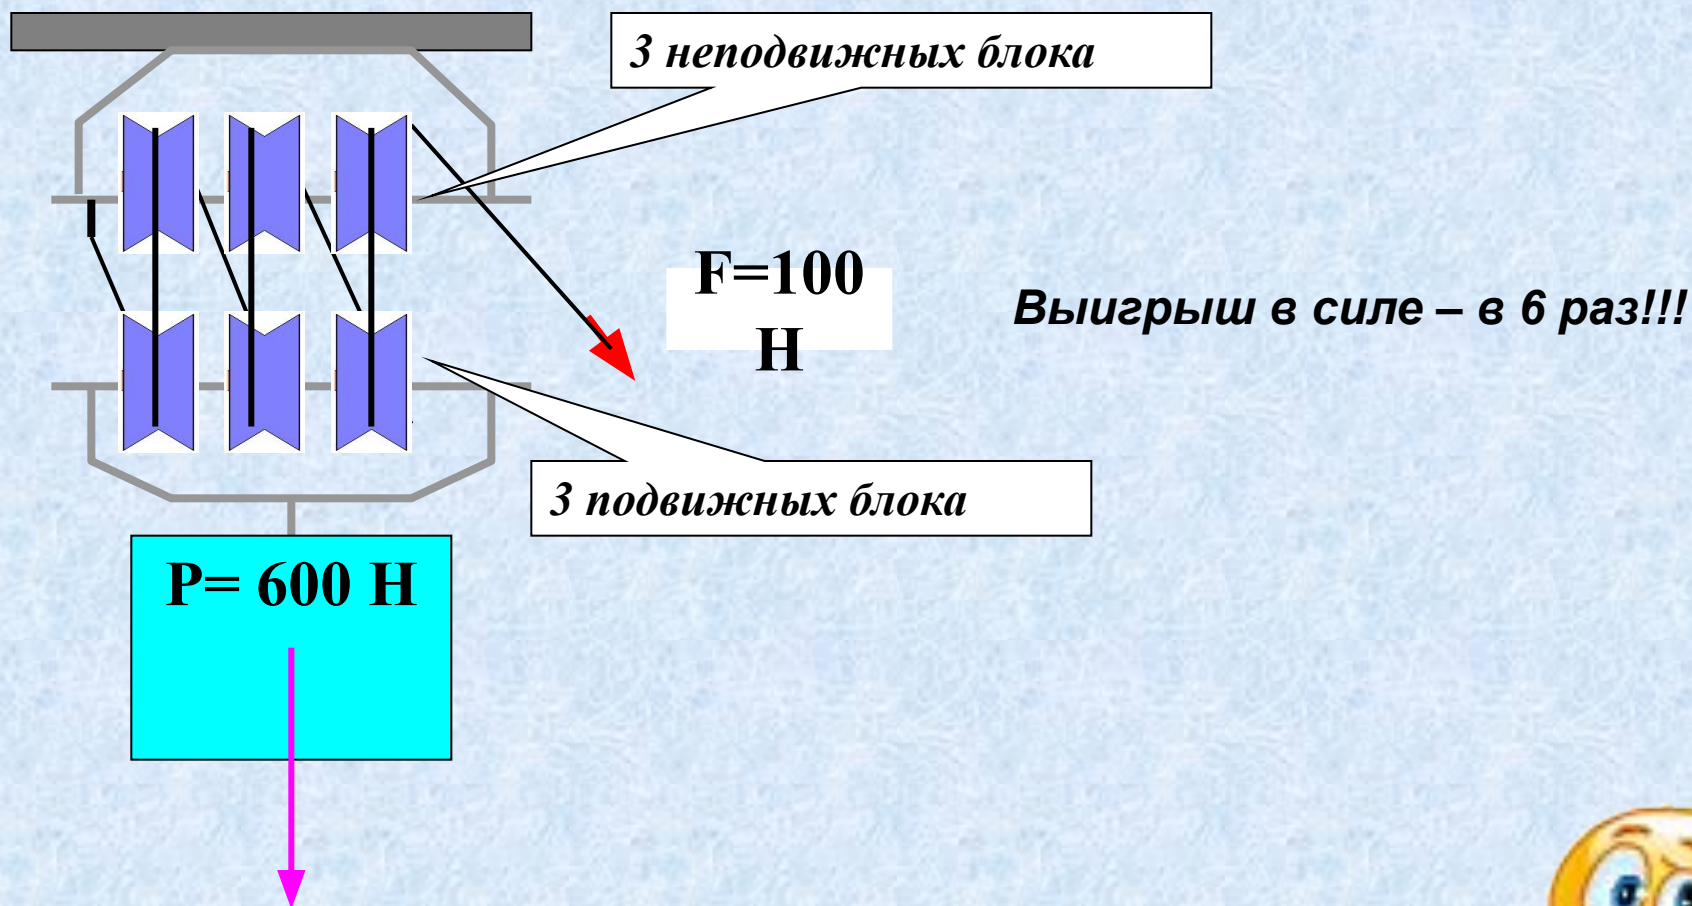 3 неподвижных блока
F=100
Н
Выигрыш в силе – в 6 раз!!!
3 подвижных блока
P= 600 Н